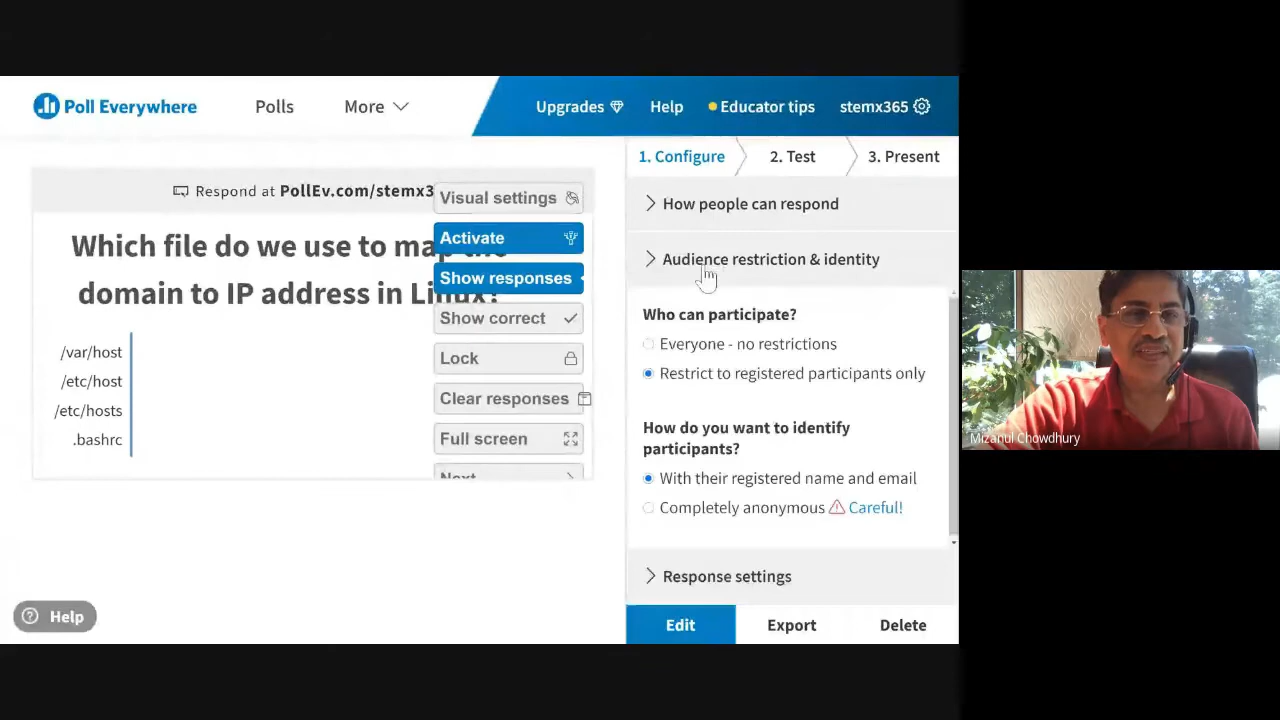 Poll Everywhere
Polls
More
Upgrades
Help
Educator tips
stemx365
Respond at PollEv.com/stemx3
Which file do we use to map the
domain to IP address in Linux?
/var/host
/etc/host
/etc/hosts
.bashrc
Visual settings
Activate
Show responses
Show correct
Lock
Clear responses
Full screen
Next
1. Configure
2. Test
3. Present
How people can respond
Audience restriction & identity
Who can participate?
Everyone - no restrictions
Restrict to registered participants only
How do you want to identify
participants?
With their registered name and email
Completely anonymous Careful!
Response settings
Edit
Export
Delete
Help
Mizanul Chowdhury